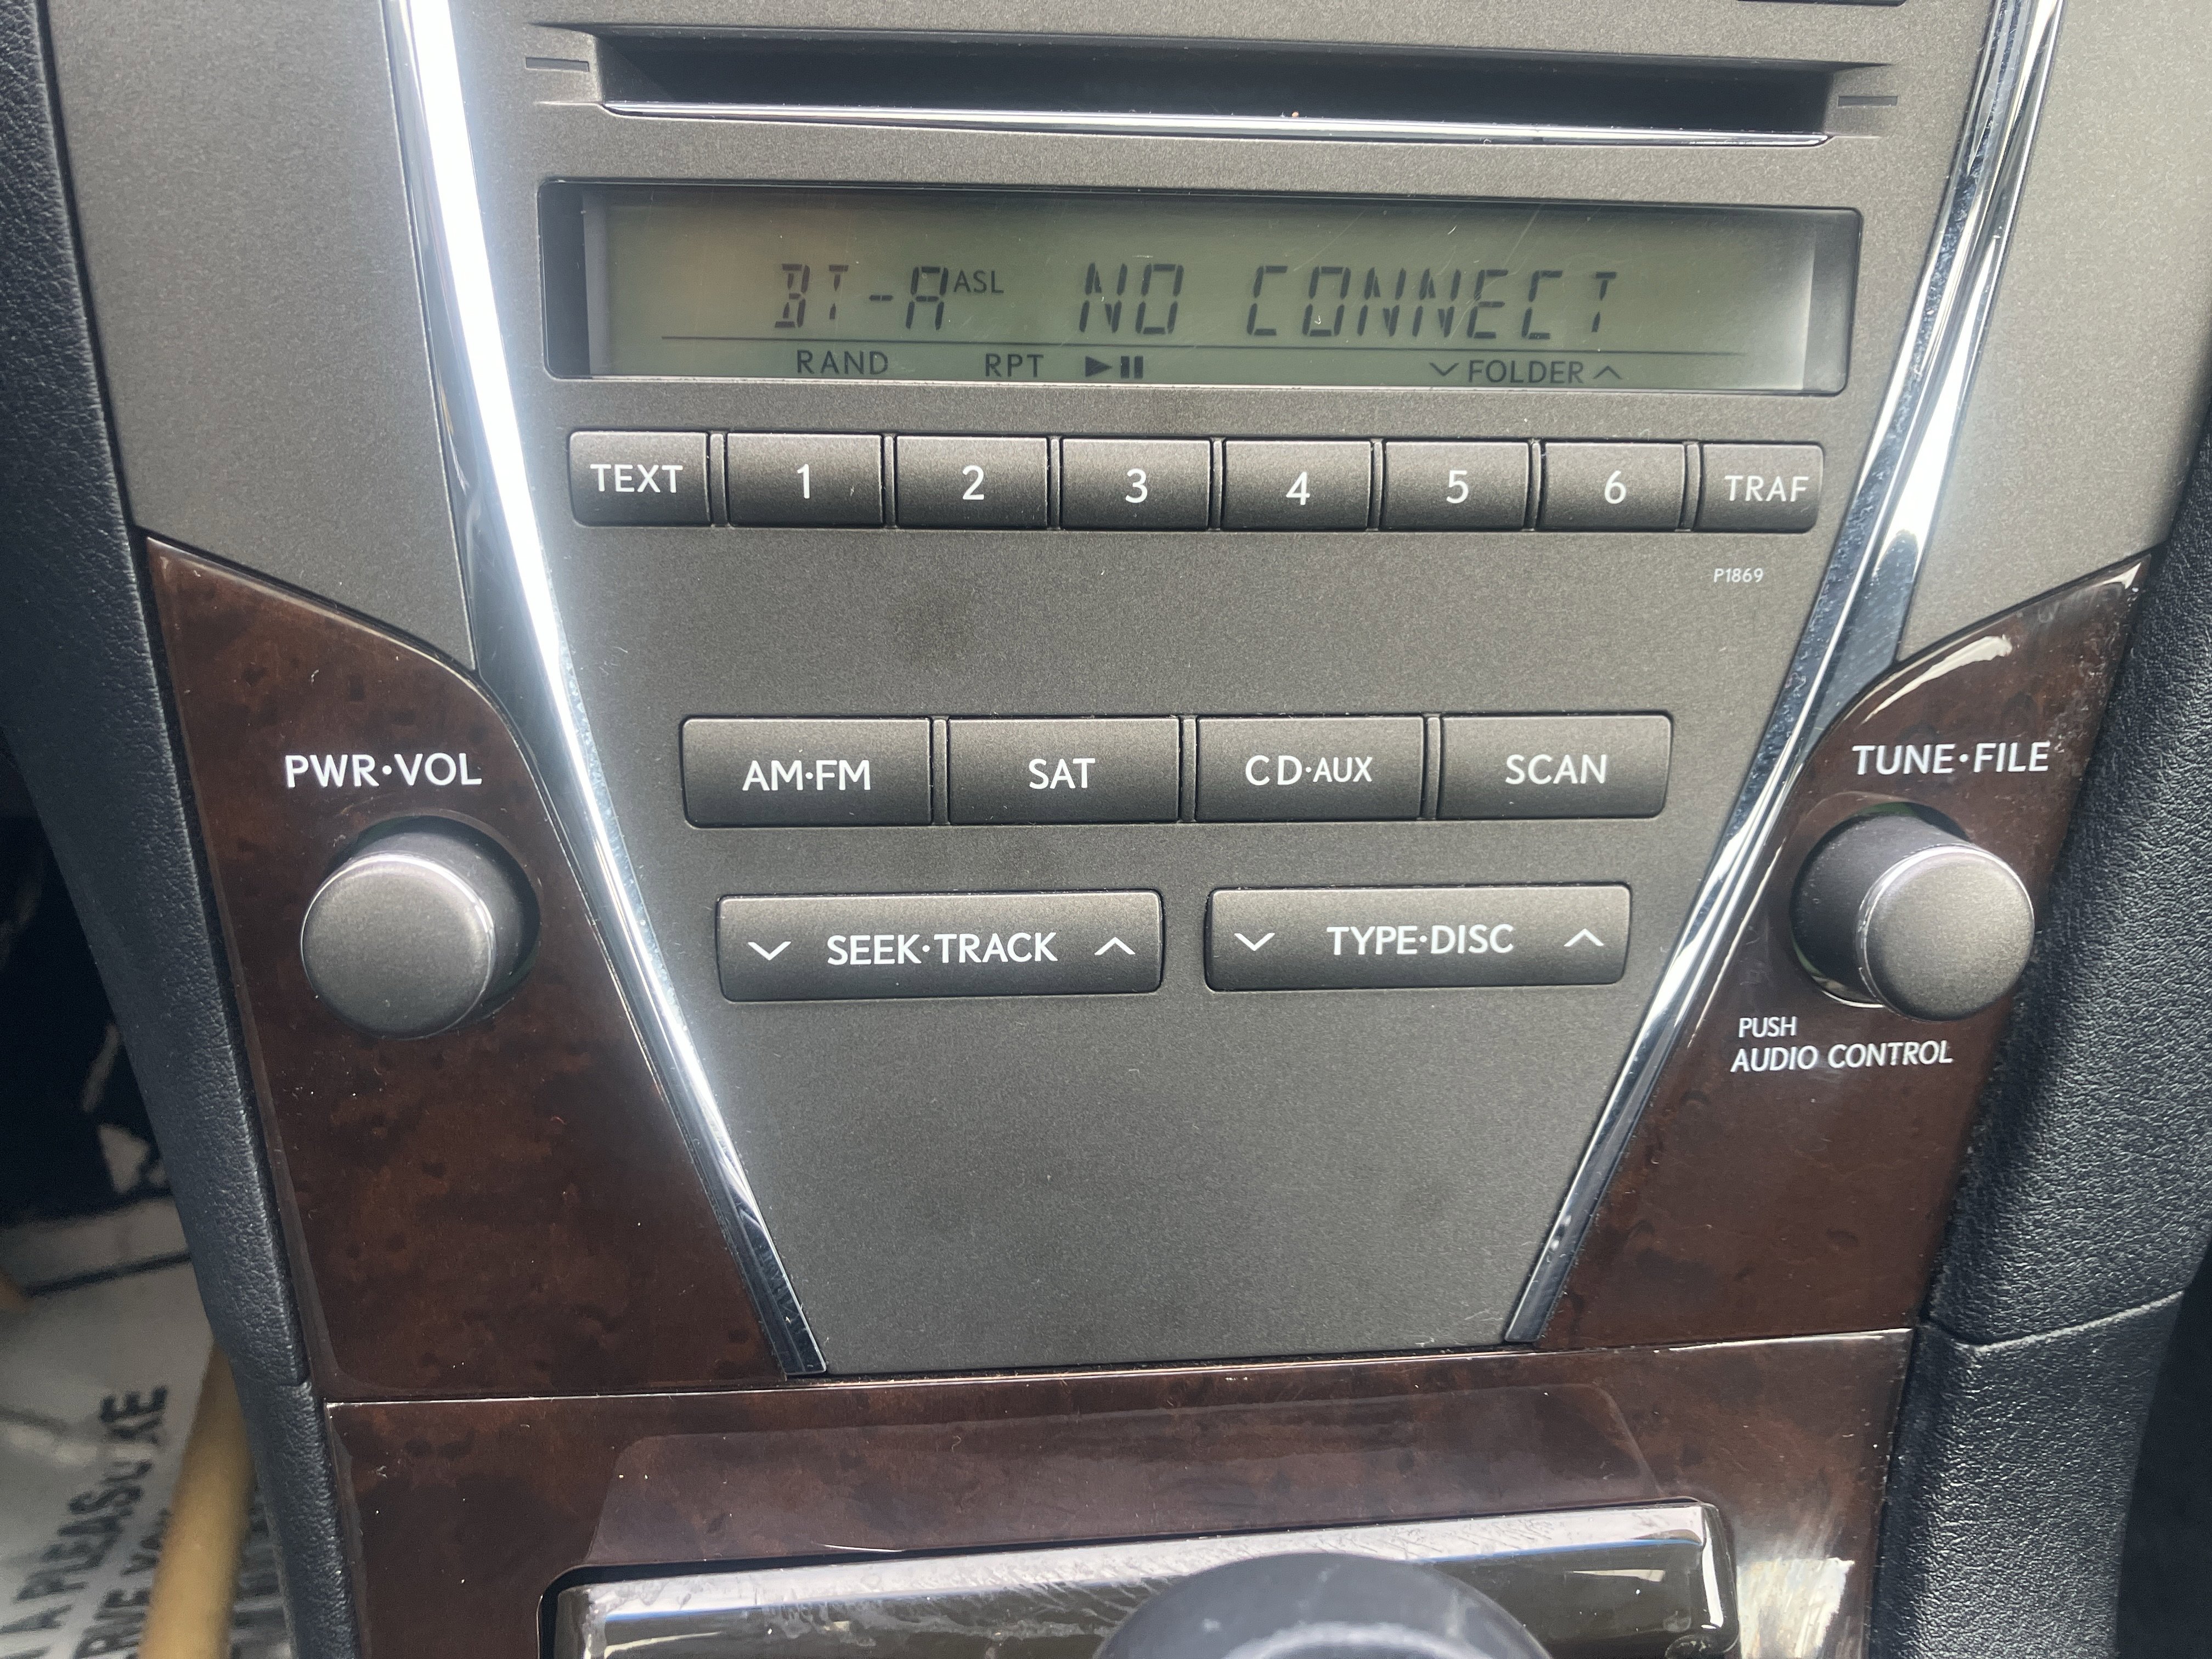 BT-A ASL NO CONNECT
RAND RPT FOLDER
TEXT 1 2 3 4 5 6 TRAF
P1869
PWR·VOL
AM·FM SAT CD·AUX SCAN
TUNE·FILE
SEEK·TRACK TYPE·DISC
PUSH
AUDIO CONTROL
A PLEASURE